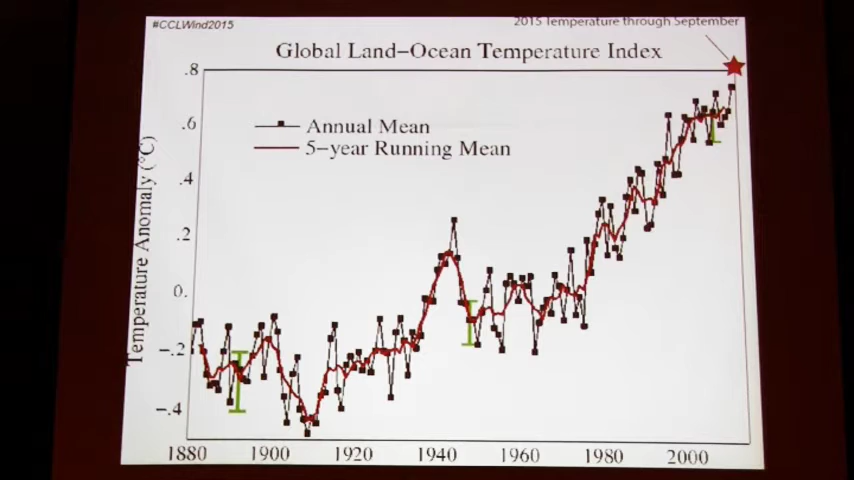 #CCLWind2015
2015 Temperature through September
Global Land-Ocean Temperature Index
.8
.6
.4
.2
0.
-.2
-.4
Temperature Anomaly (°C)
Annual Mean
5-year Running Mean
1880 1900 1920 1940 1960 1980 2000